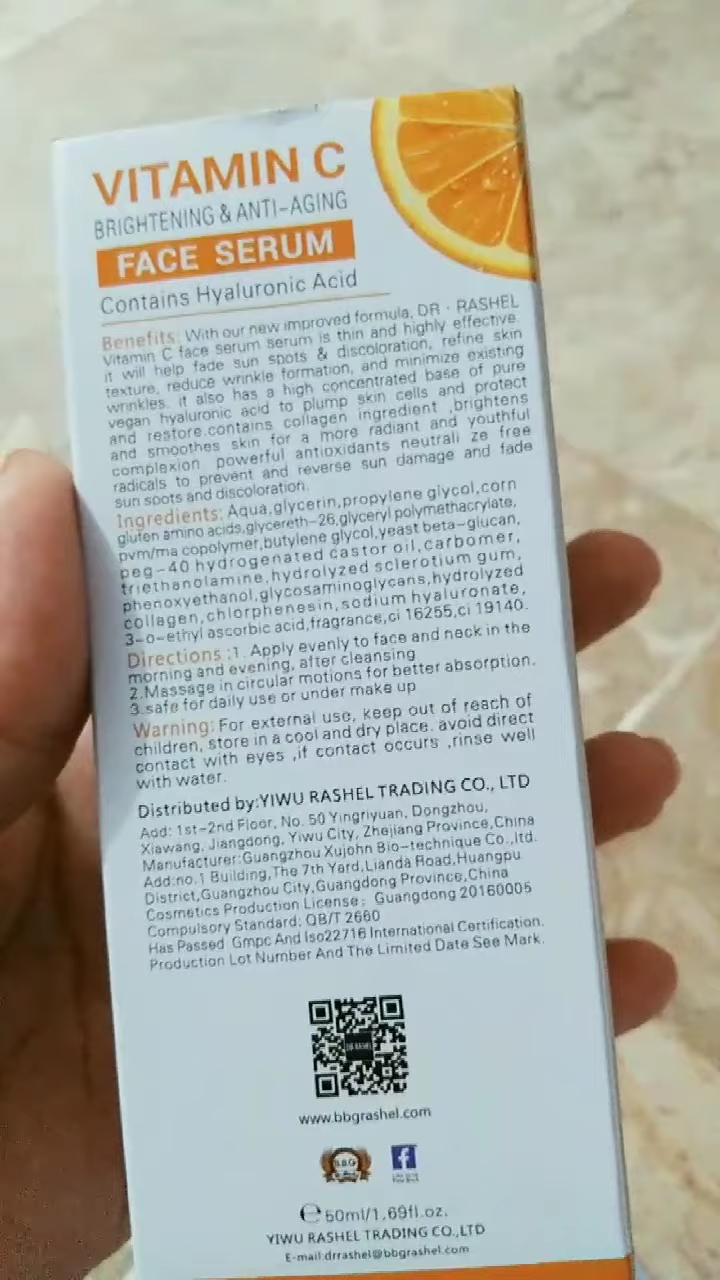 VITAMIN C
BRIGHTENING & ANTI-AGING
FACE SERUM
Contains Hyaluronic Acid
Benefits: With our new improved formula, DR · RASHEL
Vitamin C face serum serum is thin and highly effective.
it will help fade sun spots & discoloration, refine skin
texture, reduce wrinkle formation, and minimize existing
wrinkles. it also has a high concentrated base of pure
vegan hyaluronic acid to plump skin cells and protect
and restore.contains collagen ingredient ,brightens
and smoothes skin for a more radiant and youthful
complexion powerful antioxidants neutrali ze free
radicals to prevent and reverse sun damage and fade
sun spots and discoloration.
Ingredients: Aqua,glycerin,propylene glycol,corn
gluten amino acids,glycereth-26,glyceryl polymethacrylate,
pvm/ma copolymer,butylene glycol,yeast beta-glucan,
peg-40 hydrogenated castor oil,carbomer,
triethanolamine,hydrolyzed sclerotium gum,
phenoxyethanol,glycosaminoglycans,hydrolyzed
collagen,chlorphenesin,sodium hyaluronate,
3-o-ethyl ascorbic acid,fragrance,ci 16255,ci 19140.
Directions :1. Apply evenly to face and neck in the
morning and evening, after cleansing
2.Massage in circular motions for better absorption.
3.safe for daily use or under make up
Warning: For external use, keep out of reach of
children, store in a cool and dry place. avoid direct
contact with eyes ,if contact occurs ,rinse well
with water.
Distributed by:YIWU RASHEL TRADING CO., LTD
Add: 1st-2nd Floor, No. 50 Yingriyuan, Dongzhou,
Xiawang, Jiangdong, Yiwu City, Zhejiang Province,China
Manufacturer:Guangzhou Xujohn Bio-technique Co.,ltd.
Add:no.1 Building,The 7th Yard,Lianda Road,Huangpu
District,Guangzhou City,Guangdong Province,China
Cosmetics Production License: Guangdong 20160005
Compulsory Standard: QB/T 2660
Has Passed Gmpc And Iso22716 International Certification.
Production Lot Number And The Limited Date See Mark.
DR·RASHEL
www.bbgrashel.com
B.B.G
f
e 50ml/1.69fl.oz.
YIWU RASHEL TRADING CO.,LTD
E-mail:drrashel@bbgrashel.com